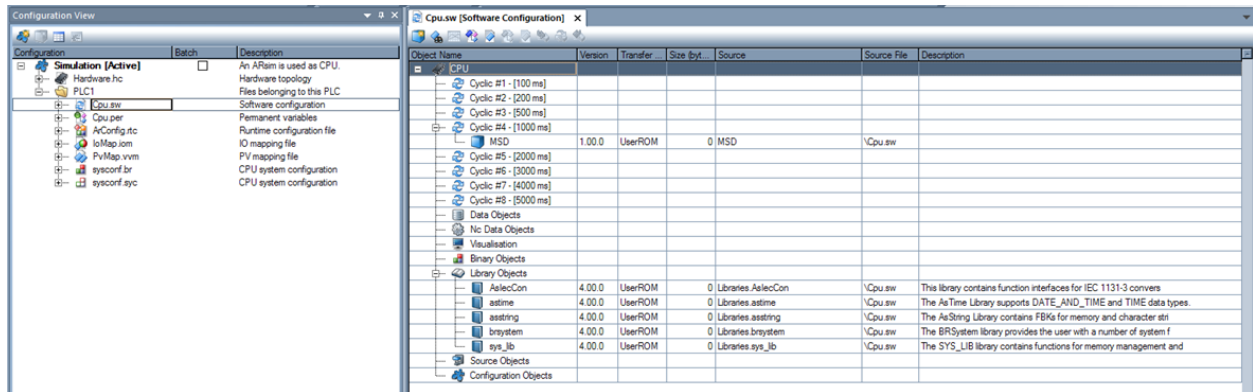 Configuration View
Configuration Batch Description
Simulation [Active] An ARsim is used as CPU.
Hardware.hc Hardware topology
PLC1 Files belonging to this PLC
Cpu.sw Software configuration
Cpu.per Permanent variables
ArConfig.rtc Runtime configuration file
IoMap.iom IO mapping file
PvMap.vvm PV mapping file
sysconf.br CPU system configuration
sysconf.syc CPU system configuration
Cpu.sw [Software Configuration]
Object Name Version Transfer ... Size (byt... Source Source File Description
CPU
Cyclic #1 - [100 ms]
Cyclic #2 - [200 ms]
Cyclic #3 - [500 ms]
Cyclic #4 - [1000 ms]
MSD 1.00.0 UserROM 0 MSD \Cpu.sw
Cyclic #5 - [2000 ms]
Cyclic #6 - [3000 ms]
Cyclic #7 - [4000 ms]
Cyclic #8 - [5000 ms]
Data Objects
Nc Data Objects
Visualisation
Binary Objects
Library Objects
AsIecCon 4.00.0 UserROM 0 Libraries.AsIecCon \Cpu.sw This library contains function interfaces for IEC 1131-3 convers
astime 4.00.0 UserROM 0 Libraries.astime \Cpu.sw The AsTime Library supports DATE_AND_TIME and TIME data types.
asstring 4.00.0 UserROM 0 Libraries.asstring \Cpu.sw The AsString Library contains FBKs for memory and character stri
brsystem 4.00.0 UserROM 0 Libraries.brsystem \Cpu.sw The BRSystem library provides the user with a number of system f
sys_lib 4.00.0 UserROM 0 Libraries.sys_lib \Cpu.sw The SYS_LIB library contains functions for memory management and
Source Objects
Configuration Objects